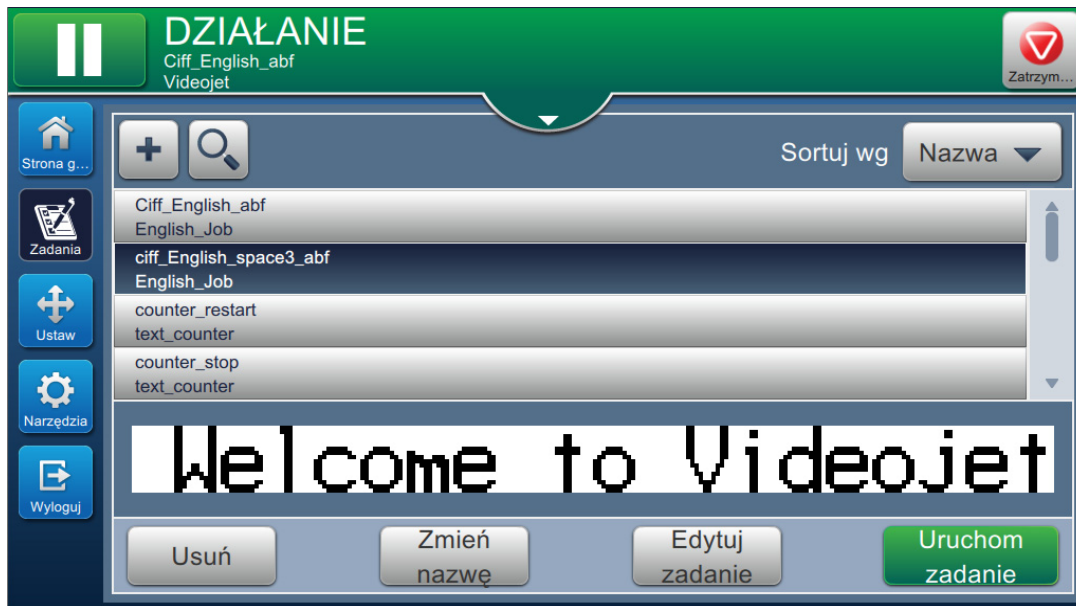 DZIAŁANIE
Ciff_English_abf
Videojet
Zatrzym...
Strona g...
Zadania
Ustaw
Narzędzia
Wyloguj
Sortuj wg
Nazwa
Ciff_English_abf
English_Job
ciff_English_space3_abf
English_Job
counter_restart
text_counter
counter_stop
text_counter
Welcome to Videojet
Usuń
Zmień
nazwę
Edytuj
zadanie
Uruchom
zadanie